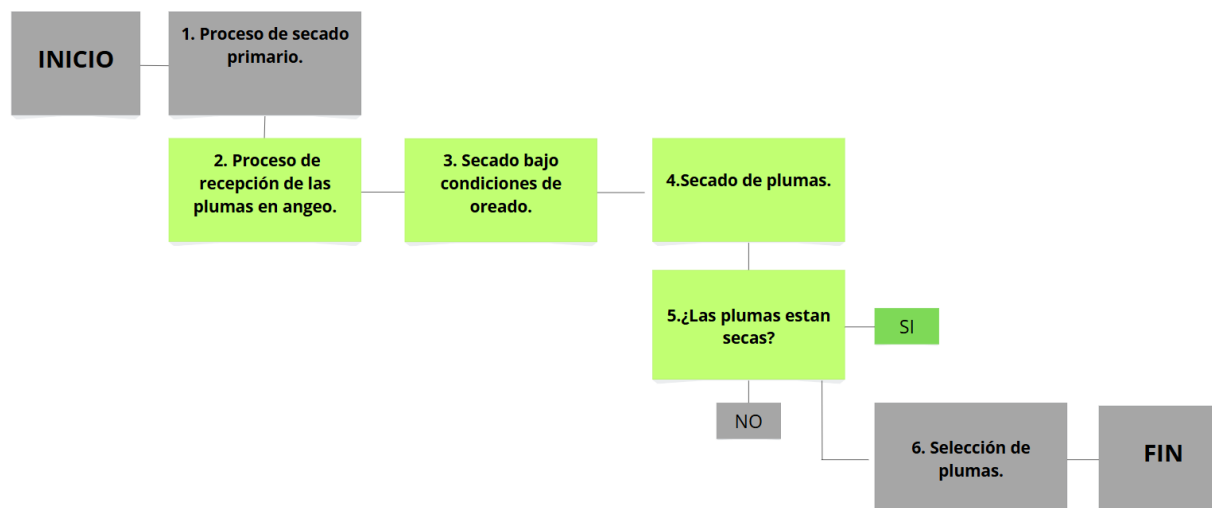 INICIO
1. Proceso de secado
primario.
2. Proceso de
recepción de las
plumas en angeo.
3. Secado bajo
condiciones de
oreado.
4.Secado de plumas.
5.¿Las plumas estan
secas?
SI
NO
6. Selección de
plumas.
FIN